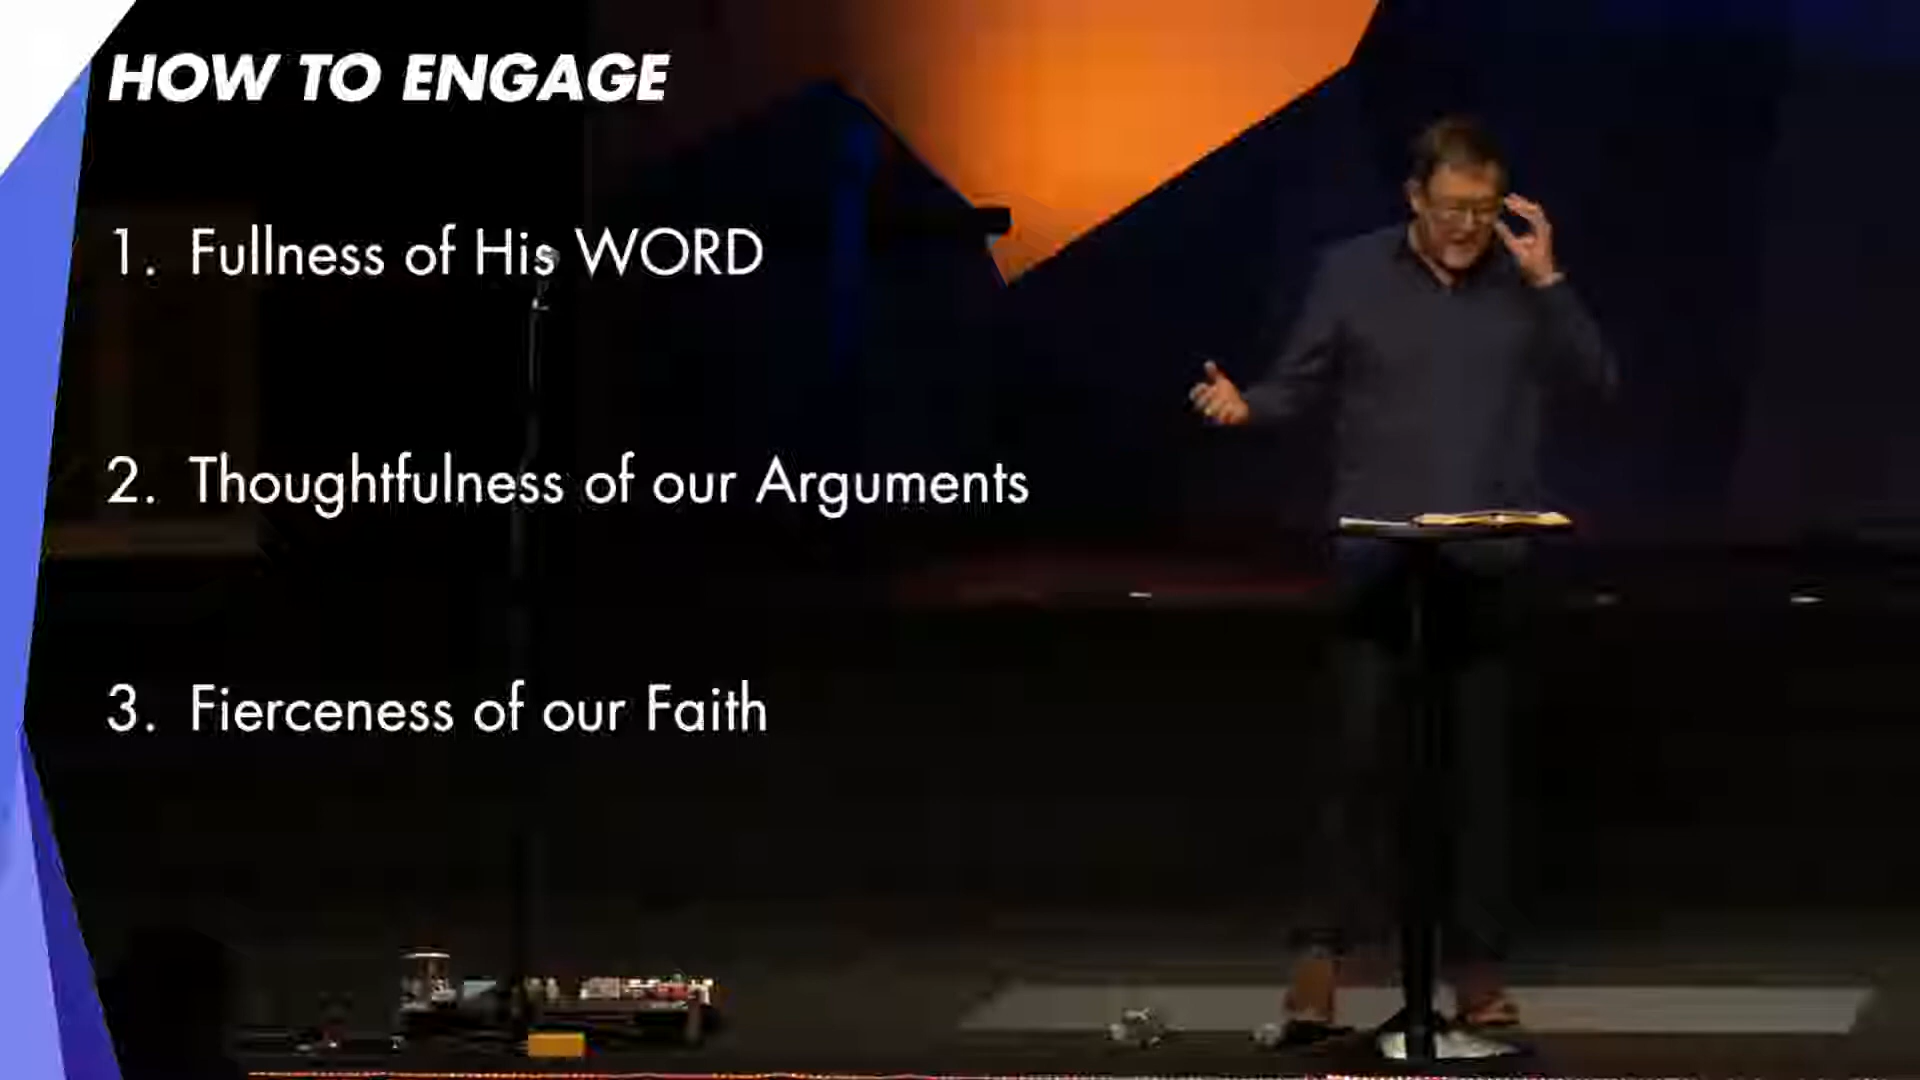 HOW TO ENGAGE
1. Fullness of His WORD
2. Thoughtfulness of our Arguments
3. Fierceness of our Faith